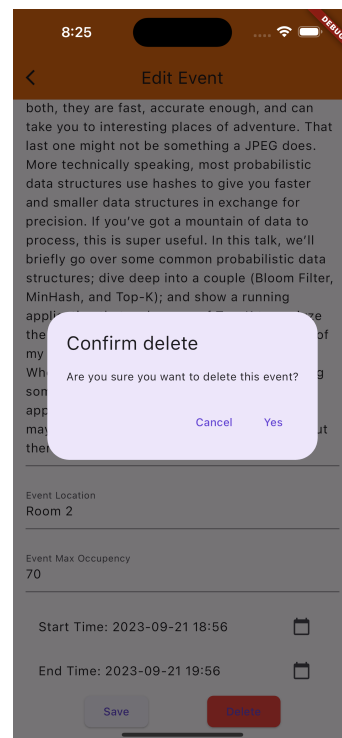 8:25
DEBUG
Edit Event
both, they are fast, accurate enough, and can
take you to interesting places of adventure. That
last one might not be something a JPEG does.
More technically speaking, most probabilistic
data structures use hashes to give you faster
and smaller data structures in exchange for
precision. If you've got a mountain of data to
process, this is super useful. In this talk, we'll
briefly go over some common probabilistic data
structures; dive deep into a couple (Bloom Filter,
MinHash, and Top-K); and show a running
the of
my
Confirm delete
Are you sure you want to delete this event?
Cancel Yes
Event Location
Room 2
Event Max Occupency
70
Start Time: 2023-09-21 18:56
End Time: 2023-09-21 19:56
Save Delete